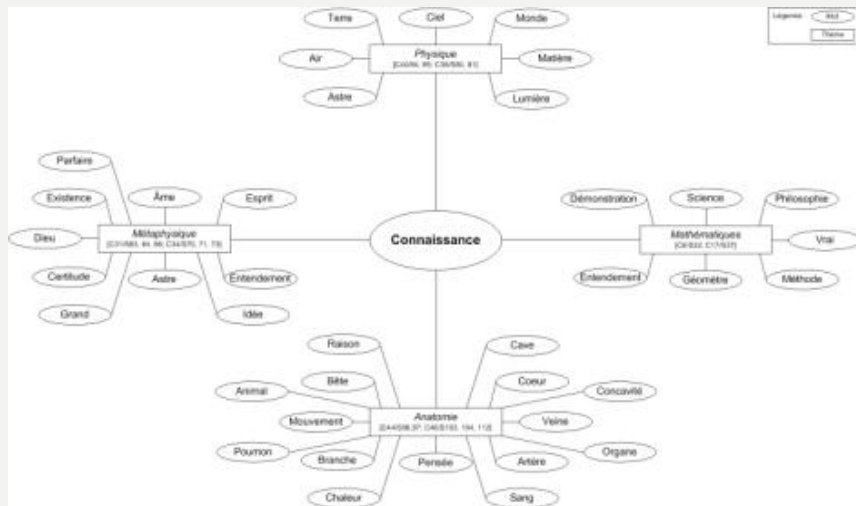 Légende :
Mot
Thème
Terre
Ciel
Monde
Air
Physique
Matière
Astre
Lumière
Parfaire
Existence
Âme
Esprit
Dieu
Métaphysique
Certitude
Astre
Entendement
Grand
Idée
Connaissance
Démonstration
Science
Philosophie
Mathématiques
Vrai
Entendement
Géomètre
Méthode
Raison
Cave
Bête
Coeur
Animal
Concavité
Mouvement
Anatomie
Veine
Poumon
Branche
Pensée
Artère
Organe
Chaleur
Sang